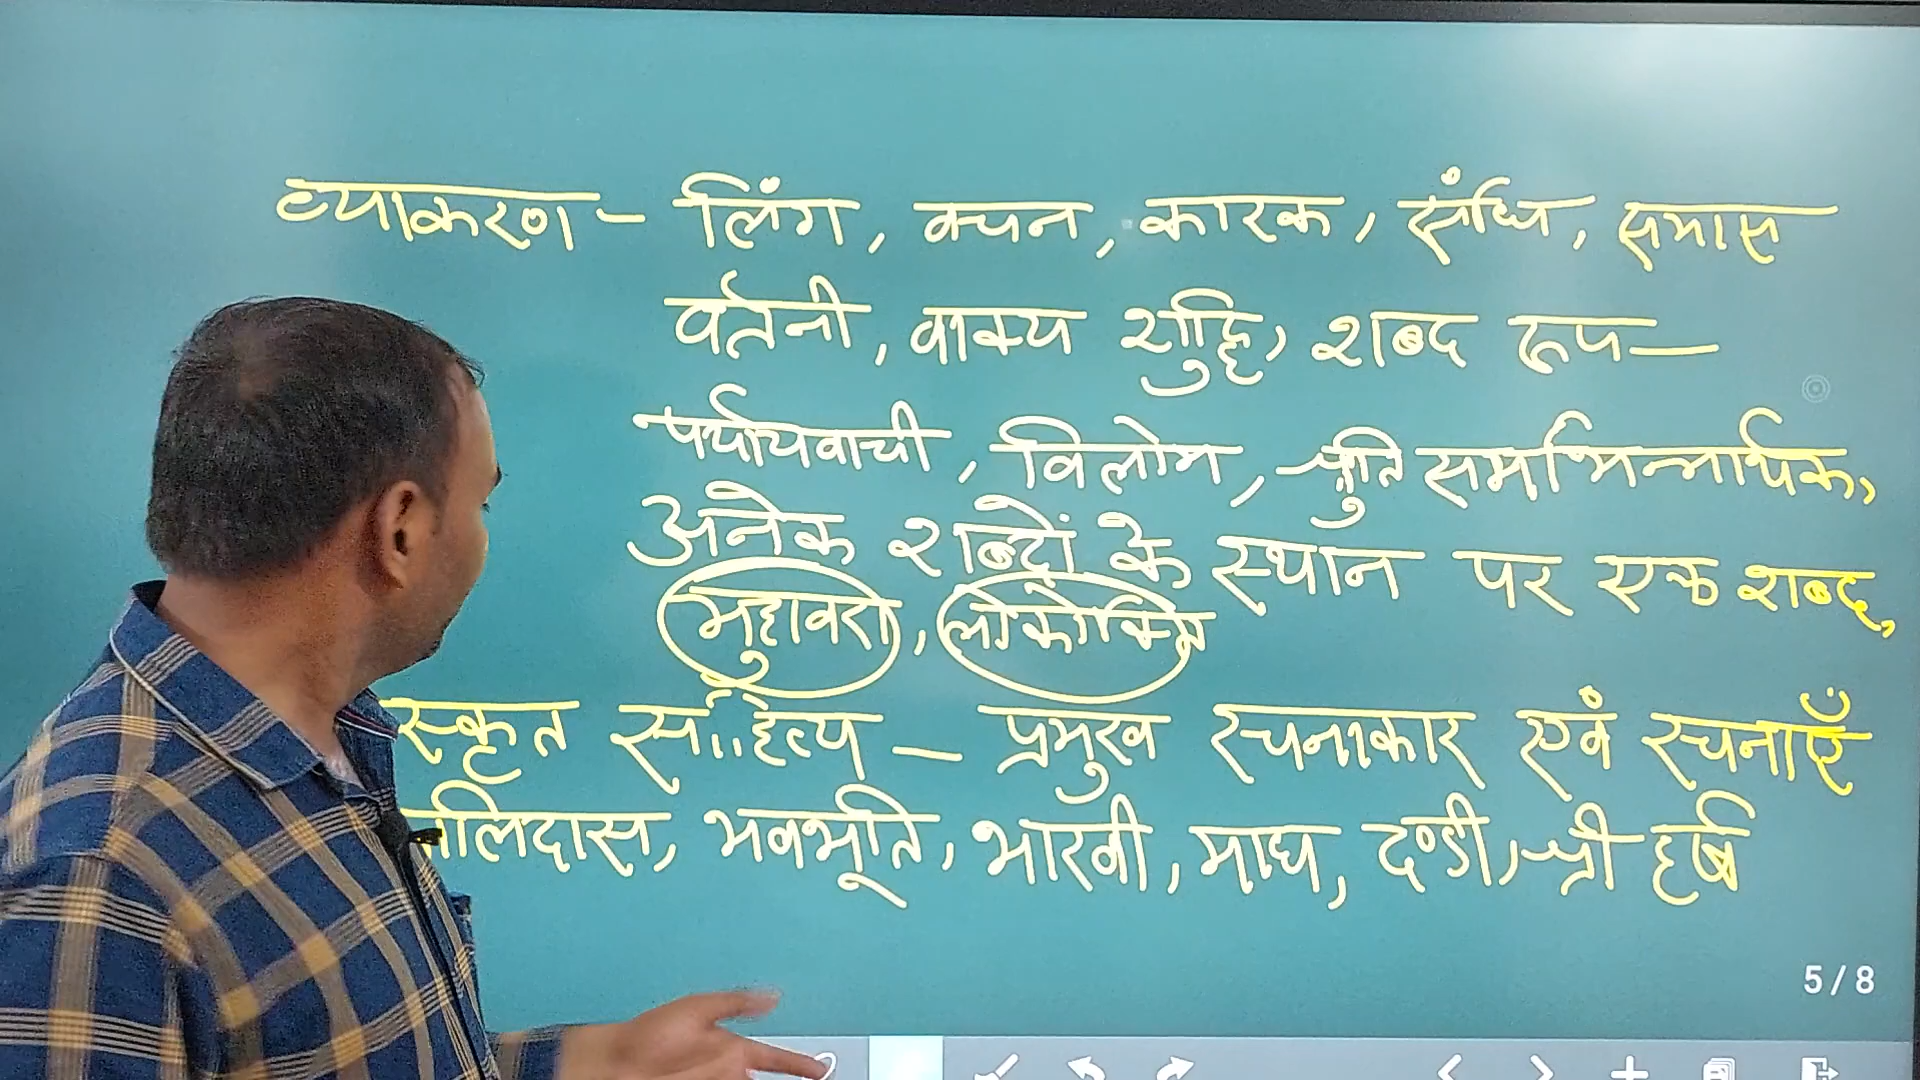 व्याकरण – लिंग, वचन, कारक, संधि, समास
वर्तनी, वाक्य शुद्धि, शब्द रूप –
पर्यायवाची, विलोम, श्रुति समभिन्नार्थक,
अनेक शब्दों के स्थान पर एक शब्द,
मुहावरा, लोकोक्ति
स्कृत साहित्य – प्रमुख रचनाकार एवं रचनाएँ
ालिदास, भवभूति, भारवी, माघ, दण्डी, श्री हर्ष
5/8